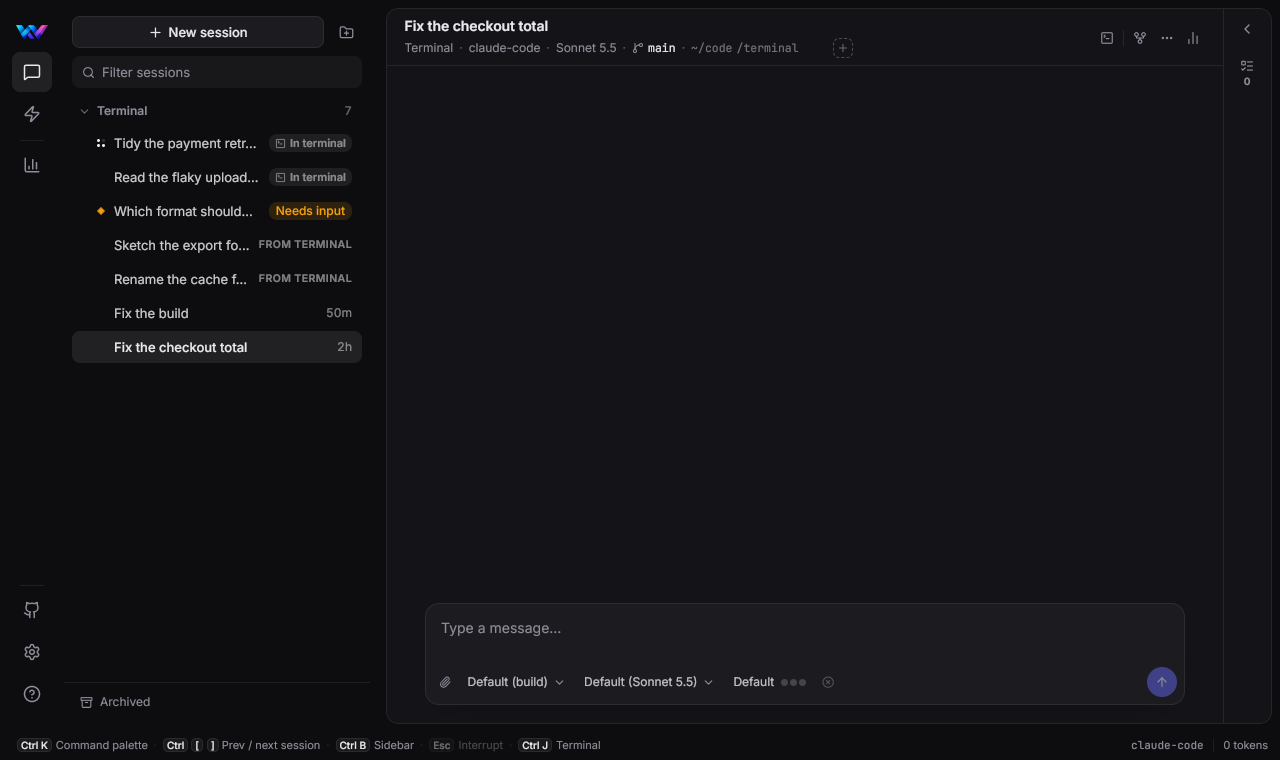 New session
Filter sessions
Terminal 7
Tidy the payment retr... In terminal
Read the flaky upload... In terminal
Which format should... Needs input
Sketch the export fo... FROM TERMINAL
Rename the cache f... FROM TERMINAL
Fix the build 50m
Fix the checkout total 2h
Archived
Fix the checkout total
Terminal · claude-code · Sonnet 5.5 · main · ~/code/terminal
0
Type a message...
Default (build) Default (Sonnet 5.5) Default
Ctrl K Command palette · Ctrl [ ] Prev / next session · Ctrl B Sidebar · Esc Interrupt · Ctrl J Terminal
claude-code 0 tokens